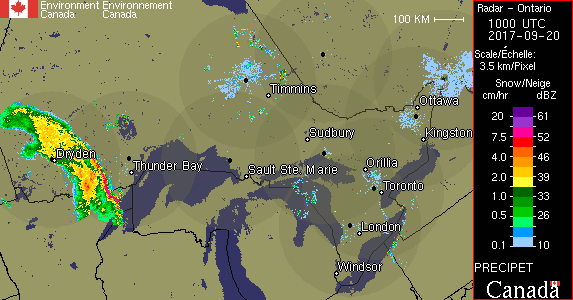 Environment Environnement
Canada Canada
100 KM
Timmins
Ottawa
Sudbury
Kingston
Dryden
Thunder Bay
Sault Ste. Marie
Orillia
Toronto
London
Windsor
Radar - Ontario
1000 UTC
2017-09-20
Scale/Échelle:
3.5 km/Pixel
Snow/Neige
cm/hr dBZ
20 61
9.5 57
7.5 52
4.0 46
2.0 39
1.0 33
0.5 26
0.1 10
PRECIPET
Canada